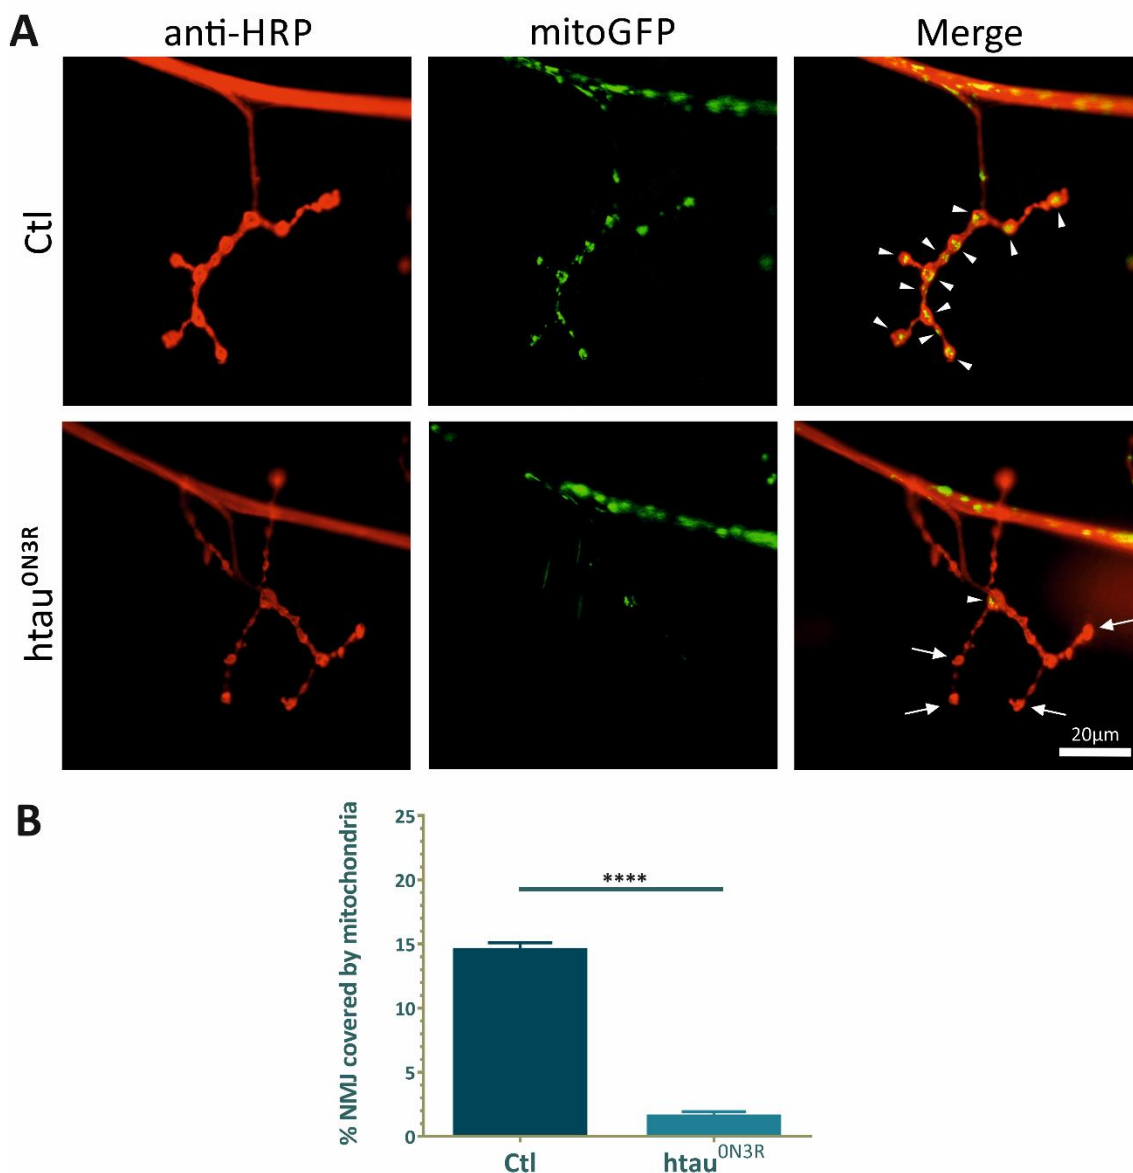 A
anti-HRP
mitoGFP
Merge
Ctl
htau⁰ᴺ³ᴿ
20µm
B
% NMJ covered by mitochondria
25
20
15
10
5
0
****
Ctl
htau⁰ᴺ³ᴿ